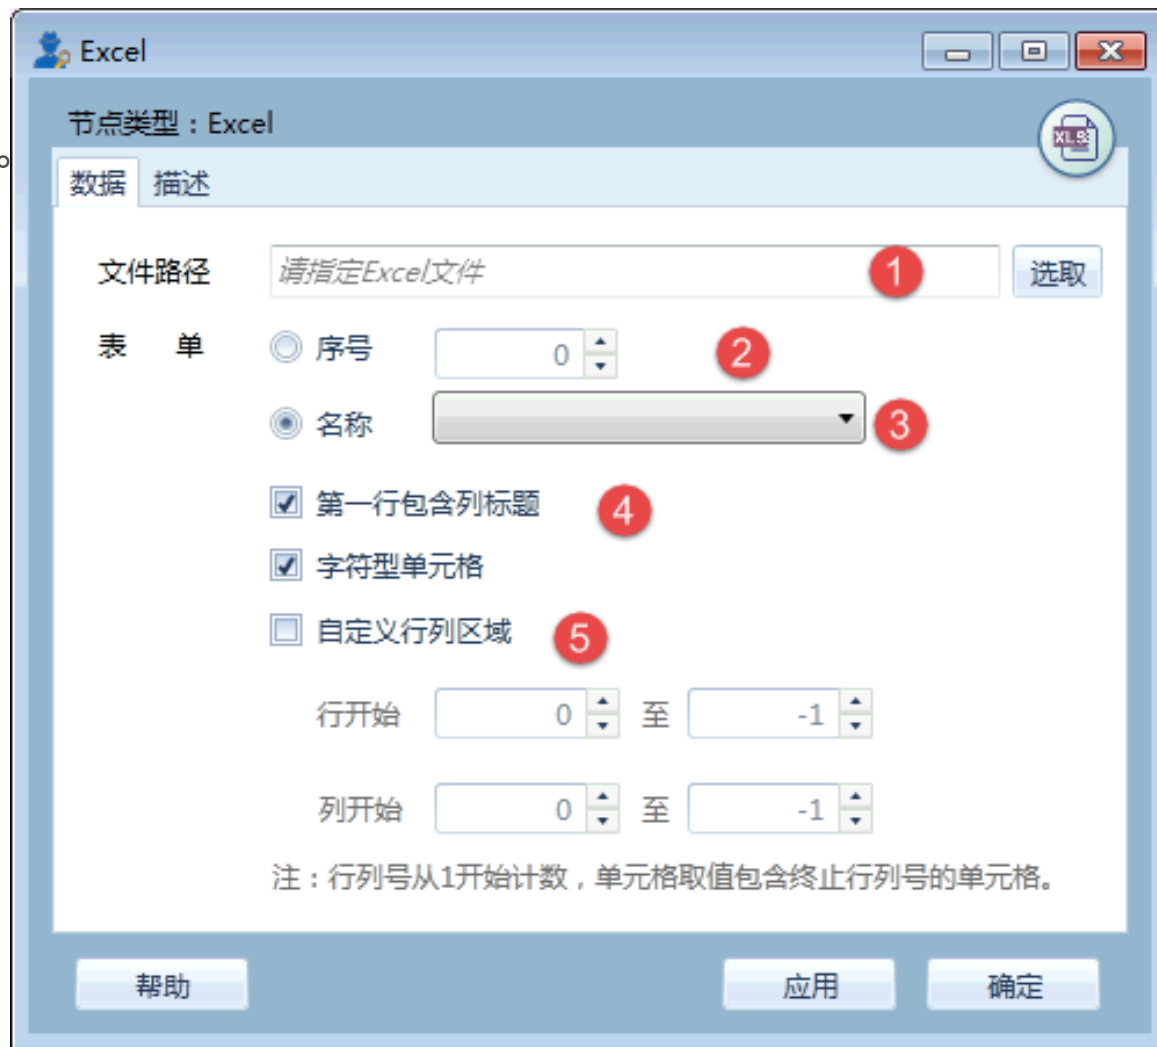 Excel
节点类型：Excel
XLS
数据 描述
文件路径 请指定Excel文件 1 选取
表 单 序号 0 2
名称 3
第一行包含列标题 4
字符型单元格
自定义行列区域 5
行开始 0 至 -1
列开始 0 至 -1
注：行列号从1开始计数，单元格取值包含终止行列号的单元格。
帮助 应用 确定